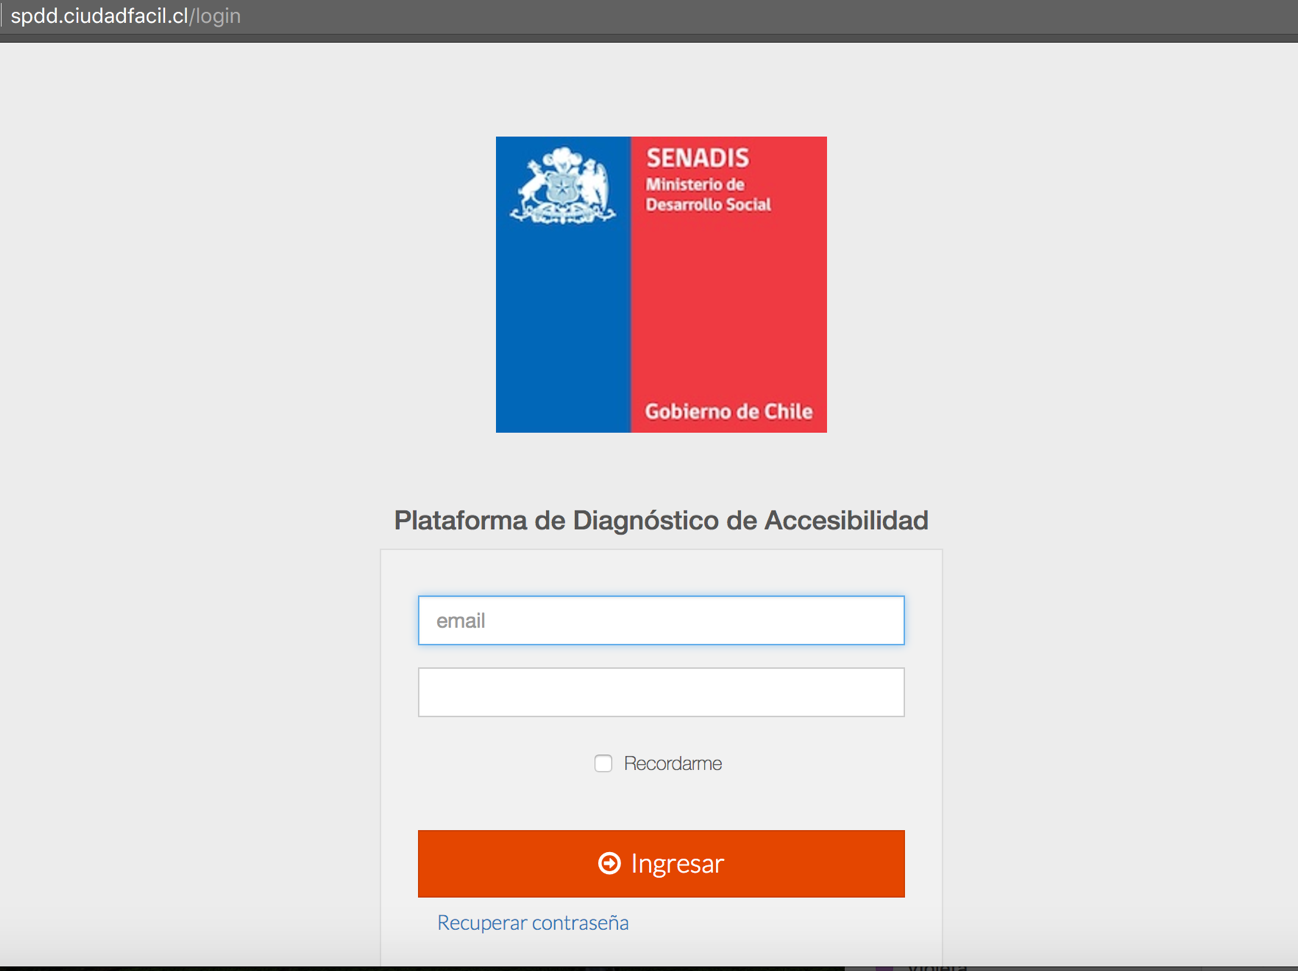 spdd.ciudadfacil.cl/login
SENADIS
Ministerio de
Desarrollo Social
Gobierno de Chile
Plataforma de Diagnóstico de Accesibilidad
email
Recordarme
Ingresar
Recuperar contraseña